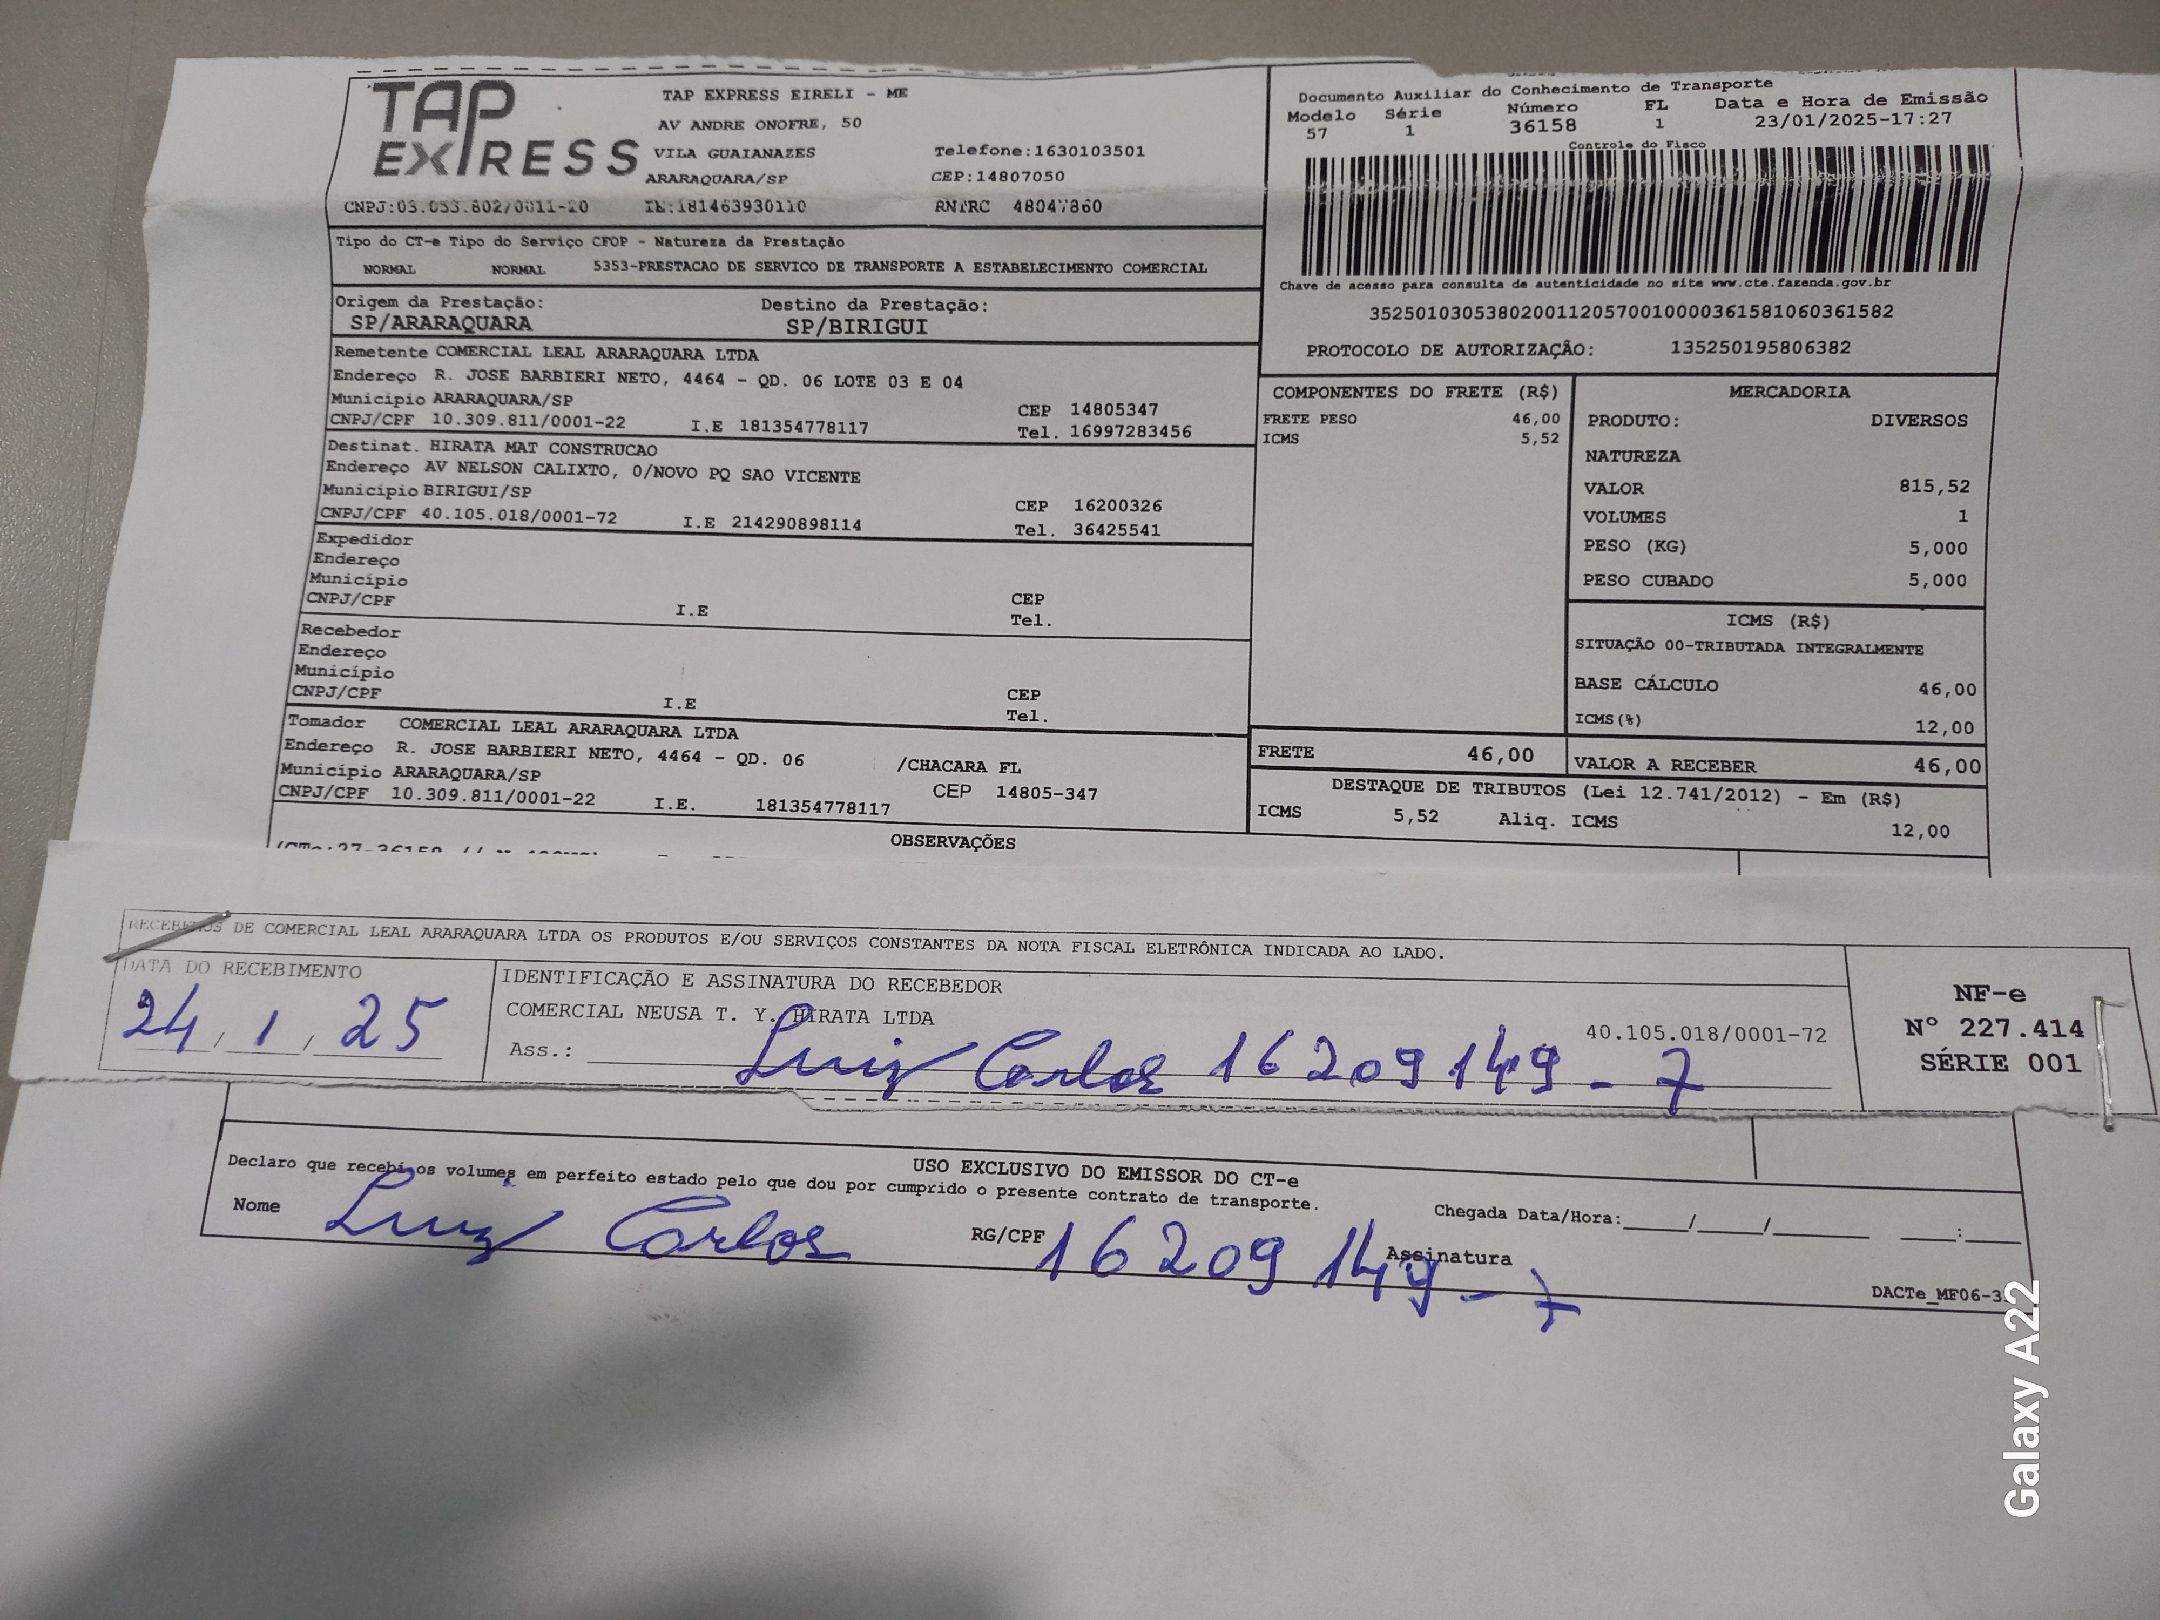 TAP EXPRESS
TAP EXPRESS EIRELI - ME
AV ANDRE ONOFRE, 50
VILA GUAIANAZES Telefone:1630103501
ARARAQUARA/SP CEP:14807050
CNPJ:03.053.802/0011-20 IE:181463930110 RNTRC 48047860
Documento Auxiliar do Conhecimento de Transporte
Modelo Série Número FL Data e Hora de Emissão
57 1 36158 1 23/01/2025-17:27
Controle do Fisco
Chave de acesso para consulta de autenticidade no site www.cte.fazenda.gov.br
35250103053802001120570010000361581060361582
PROTOCOLO DE AUTORIZAÇÃO: 135250195806382
Tipo do CT-e Tipo do Serviço CFOP - Natureza da Prestação
NORMAL NORMAL 5353-PRESTACAO DE SERVICO DE TRANSPORTE A ESTABELECIMENTO COMERCIAL
Origem da Prestação: Destino da Prestação:
SP/ARARAQUARA SP/BIRIGUI
Remetente COMERCIAL LEAL ARARAQUARA LTDA
Endereço R. JOSE BARBIERI NETO, 4464 - QD. 06 LOTE 03 E 04
Município ARARAQUARA/SP CEP 14805347
CNPJ/CPF 10.309.811/0001-22 I.E 181354778117 Tel. 16997283456
Destinat. HIRATA MAT CONSTRUCAO
Endereço AV NELSON CALIXTO, 0/NOVO PQ SAO VICENTE
Município BIRIGUI/SP CEP 16200326
CNPJ/CPF 40.105.018/0001-72 I.E 214290898114 Tel. 36425541
Expedidor
Endereço
Município
CNPJ/CPF I.E CEP
Tel.
Recebedor
Endereço
Município
CNPJ/CPF I.E CEP
Tel.
Tomador COMERCIAL LEAL ARARAQUARA LTDA
Endereço R. JOSE BARBIERI NETO, 4464 - QD. 06 /CHACARA FL
Município ARARAQUARA/SP CEP 14805-347
CNPJ/CPF 10.309.811/0001-22 I.E. 181354778117
COMPONENTES DO FRETE (R$)
FRETE PESO 46,00
ICMS 5,52
MERCADORIA
PRODUTO: DIVERSOS
NATUREZA
VALOR 815,52
VOLUMES 1
PESO (KG) 5,000
PESO CUBADO 5,000
ICMS (R$)
SITUAÇÃO 00-TRIBUTADA INTEGRALMENTE
BASE CÁLCULO 46,00
ICMS(%) 12,00
FRETE 46,00 VALOR A RECEBER 46,00
DESTAQUE DE TRIBUTOS (Lei 12.741/2012) - Em (R$)
ICMS 5,52 Aliq. ICMS 12,00
OBSERVAÇÕES
RECEBEMOS DE COMERCIAL LEAL ARARAQUARA LTDA OS PRODUTOS E/OU SERVIÇOS CONSTANTES DA NOTA FISCAL ELETRÔNICA INDICADA AO LADO.
DATA DO RECEBIMENTO
24/1/25
IDENTIFICAÇÃO E ASSINATURA DO RECEBEDOR
COMERCIAL NEUSA T. Y. HIRATA LTDA 40.105.018/0001-72
Ass.: Luiz Carlos 16209149-7
NF-e
Nº 227.414
SÉRIE 001
USO EXCLUSIVO DO EMISSOR DO CT-e
Declaro que recebi os volumes em perfeito estado pelo que dou por cumprido o presente contrato de transporte.
Nome Luiz Carlos RG/CPF 16209149-7 Assinatura
Chegada Data/Hora:____/____/______ ____:____
DACTe_MF06-3
Galaxy A22